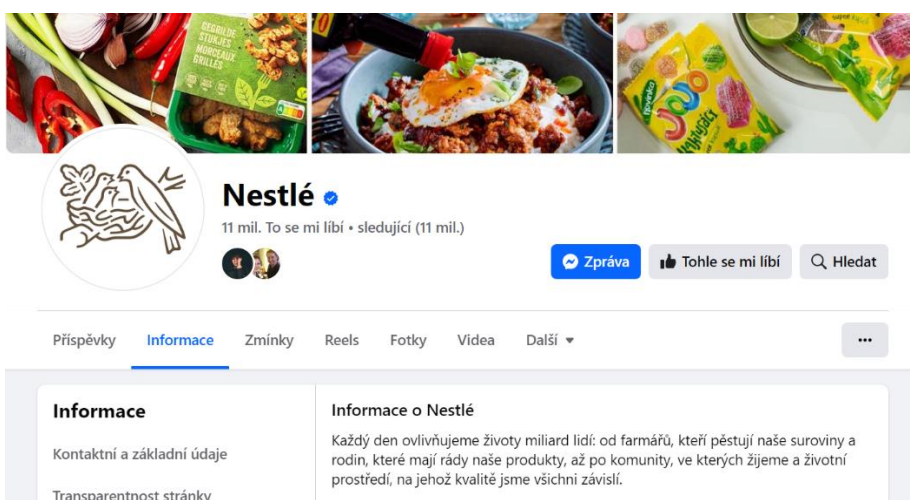 GEGRILDE
STUKJES
MORCEAUX
GRILLÉS
MAGGI
novinka
JOJO
Nestlé
11 mil. To se mi líbí • sledující (11 mil.)
Zpráva
Tohle se mi líbí
Hledat
Příspěvky
Informace
Zmínky
Reels
Fotky
Videa
Další
Informace
Kontaktní a základní údaje
Transparentnost stránky
Informace o Nestlé
Každý den ovlivňujeme životy miliard lidí: od farmářů, kteří pěstují naše suroviny a
rodin, které mají rády naše produkty, až po komunity, ve kterých žijeme a životní
prostředí, na jehož kvalitě jsme všichni závislí.